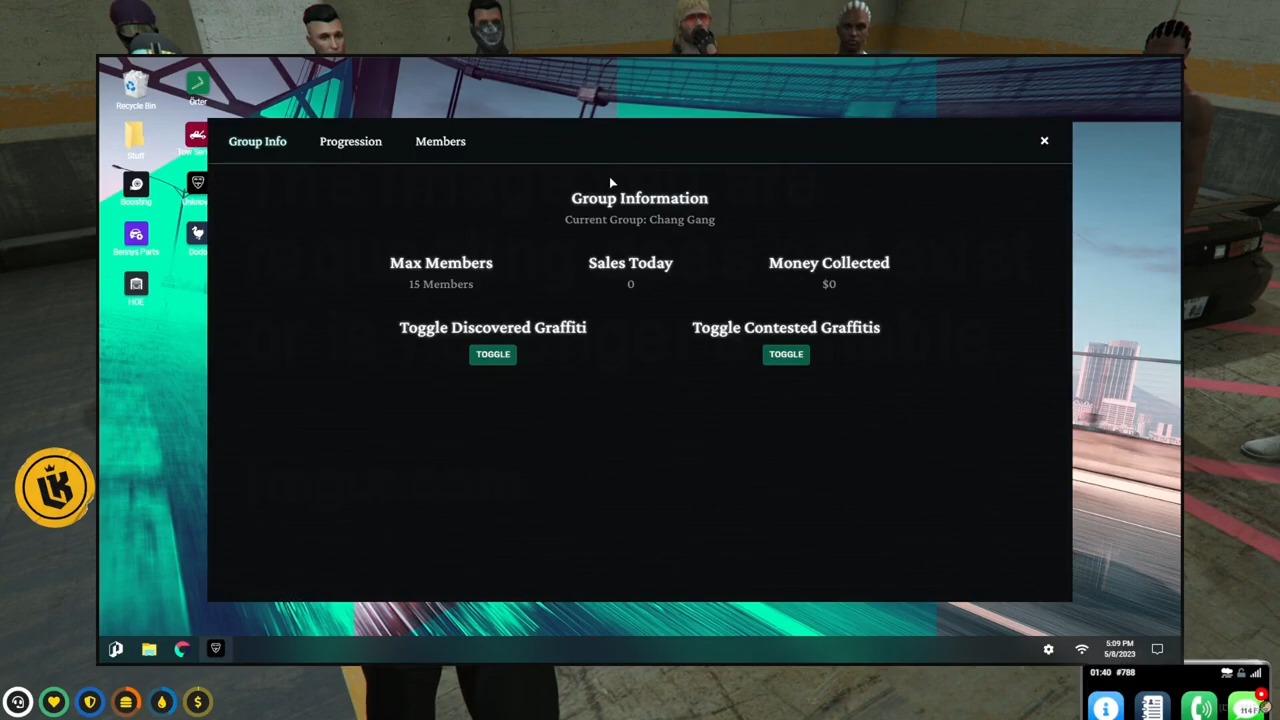 Recycle Bin
Örter
Stuff
Boosting
Bennys Parts
HOE
Group Info
Progression
Members
Group Information
Current Group: Chang Gang
Max Members
15 Members
Sales Today
0
Money Collected
$0
Toggle Discovered Graffiti
TOGGLE
Toggle Contested Graffitis
TOGGLE
LK
5:09 PM
5/8/2023
01:40 #788